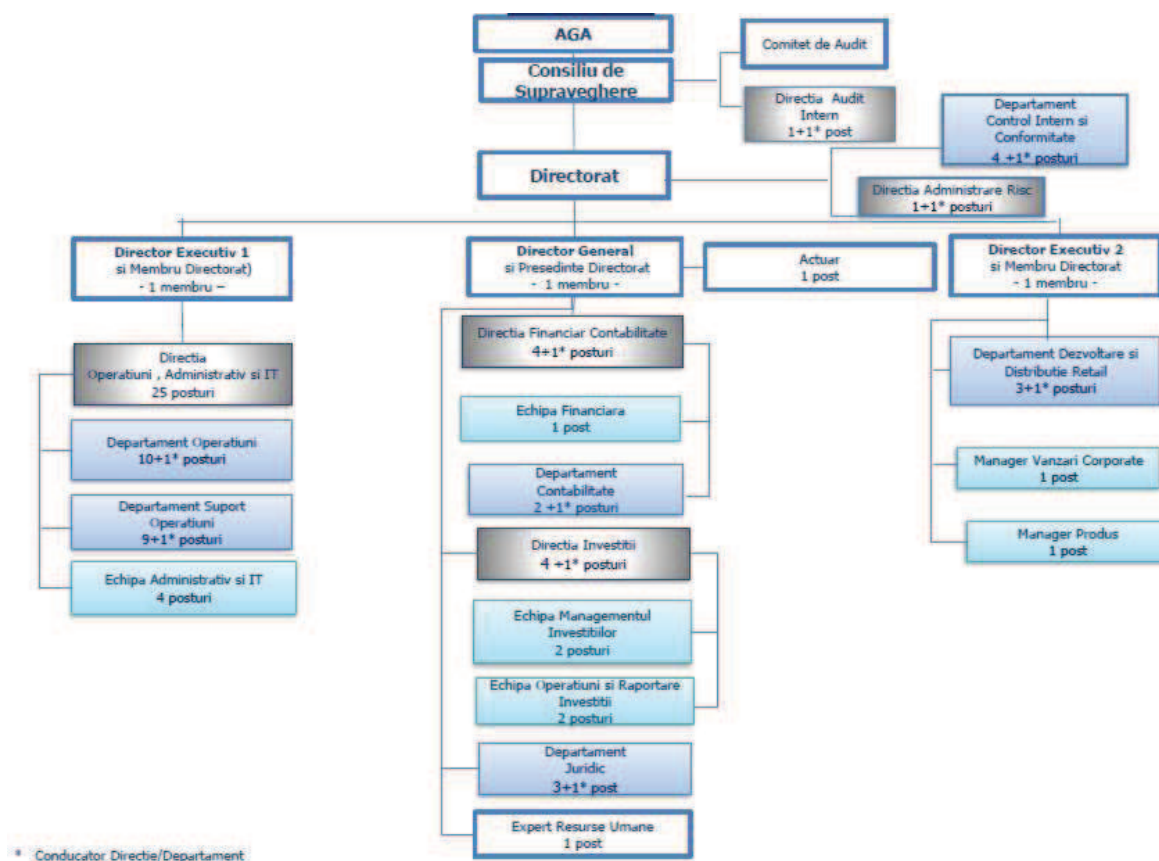 AGA
Consiliu de
Supraveghere
Comitet de Audit
Directia Audit
Intern
1+1* post
Departament
Control Intern si
Conformitate
4 +1* posturi
Directorat
Directia Administrare Risc
1+1* posturi
Director Executiv 1
si Membru Directorat)
- 1 membru –
Director General
si Presedinte Directorat
- 1 membru -
Actuar
1 post
Director Executiv 2
si Membru Directorat
- 1 membru -
Directia
Operatiuni , Administrativ si IT
25 posturi
Departament Operatiuni
10+1* posturi
Departament Suport
Operatiuni
9+1* posturi
Echipa Administrativ si IT
4 posturi
Directia Financiar Contabilitate
4+1* posturi
Echipa Financiara
1 post
Departament
Contabilitate
2 +1* posturi
Directia Investitii
4 +1* posturi
Echipa Managementul
Investitiilor
2 posturi
Echipa Operatiuni si Raportare
Investitii
2 posturi
Departament
Juridic
3+1* post
Expert Resurse Umane
1 post
Departament Dezvoltare si
Distributie Retail
3+1* posturi
Manager Vanzari Corporate
1 post
Manager Produs
1 post
* Conducator Directie/Departament